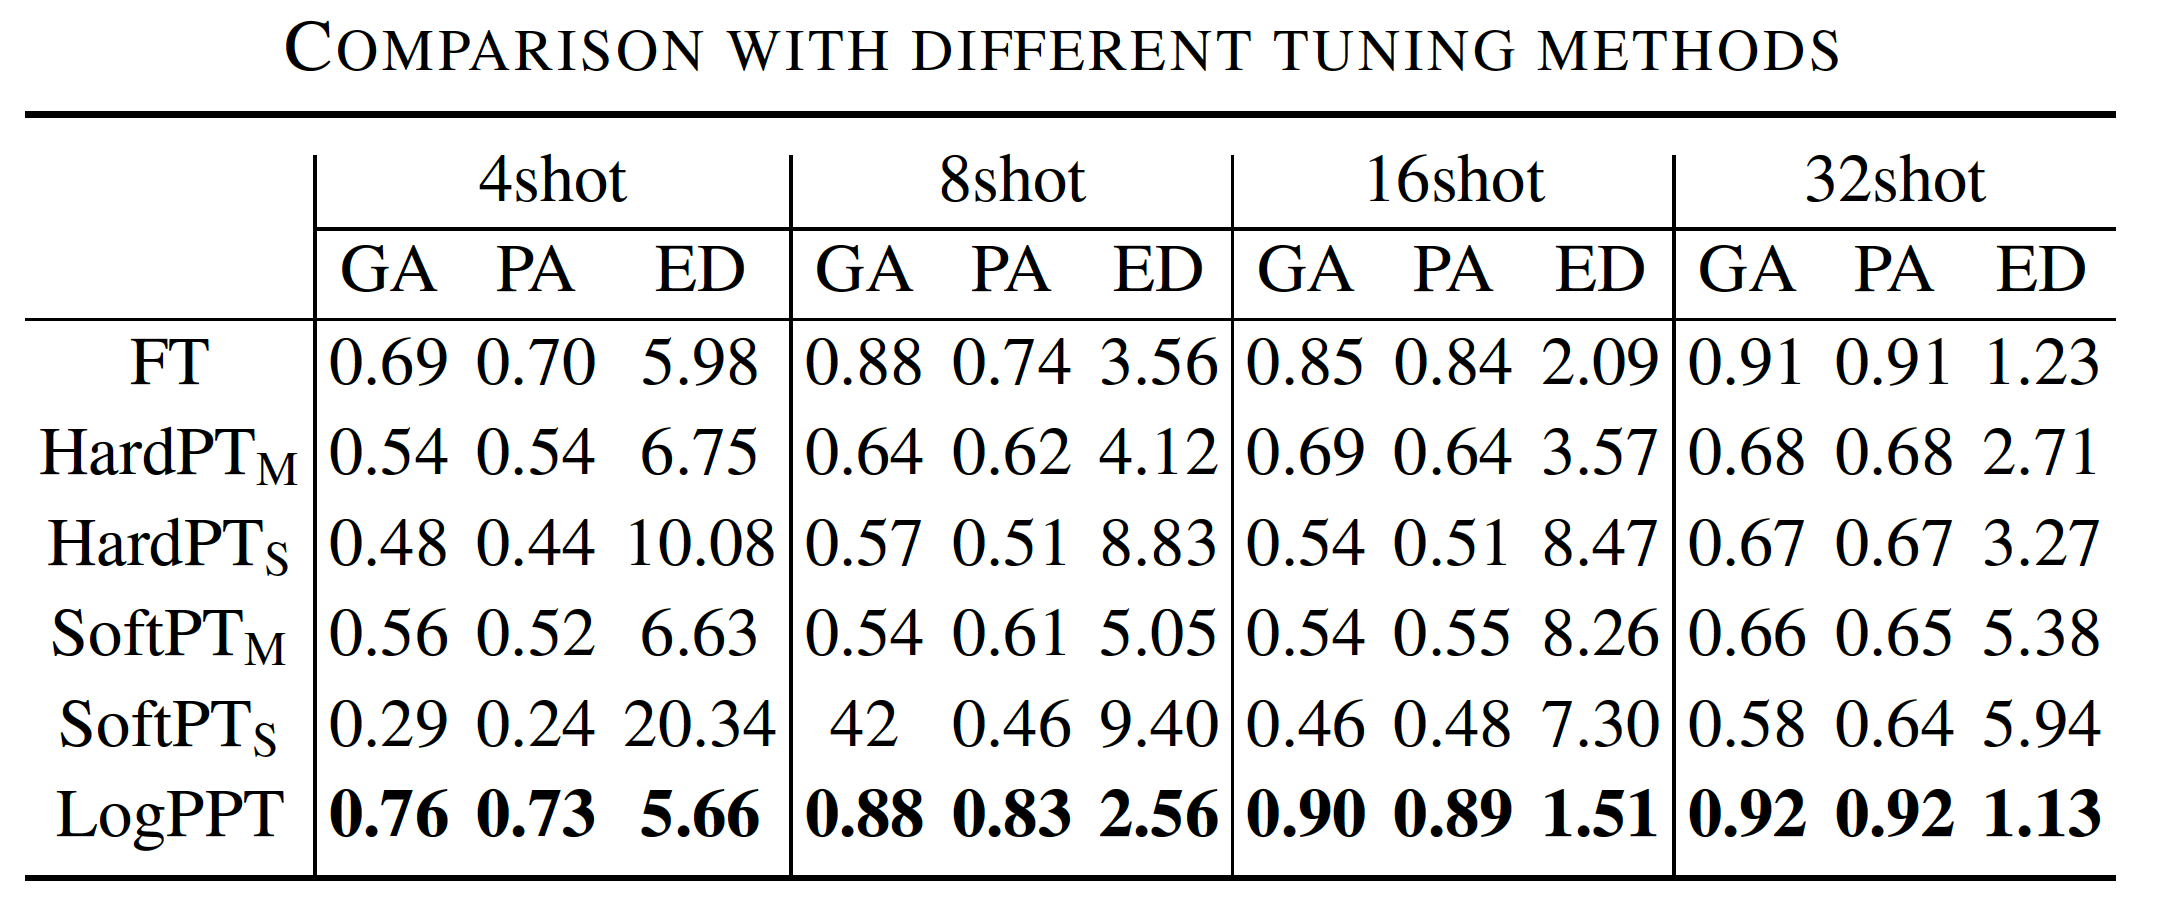 COMPARISON WITH DIFFERENT TUNING METHODS
4shot 8shot 16shot 32shot
GA PA ED GA PA ED GA PA ED GA PA ED
FT 0.69 0.70 5.98 0.88 0.74 3.56 0.85 0.84 2.09 0.91 0.91 1.23
HardPTM 0.54 0.54 6.75 0.64 0.62 4.12 0.69 0.64 3.57 0.68 0.68 2.71
HardPTS 0.48 0.44 10.08 0.57 0.51 8.83 0.54 0.51 8.47 0.67 0.67 3.27
SoftPTM 0.56 0.52 6.63 0.54 0.61 5.05 0.54 0.55 8.26 0.66 0.65 5.38
SoftPTS 0.29 0.24 20.34 42 0.46 9.40 0.46 0.48 7.30 0.58 0.64 5.94
LogPPT 0.76 0.73 5.66 0.88 0.83 2.56 0.90 0.89 1.51 0.92 0.92 1.13